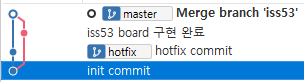 master Merge branch 'iss53'
iss53 board 구현 완료
hotfix hotfix commit
init commit